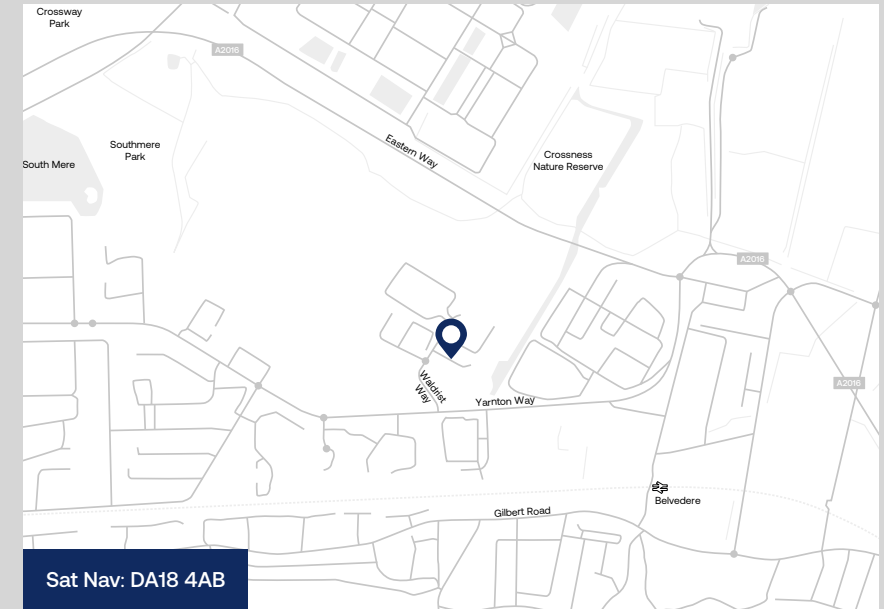 Crossway
Park
A2016
Southmere
Park
South Mere
Eastern Way
Crossness
Nature Reserve
A2016
A2016
Waldrist
Way
Yarnton Way
Belvedere
Gilbert Road
Sat Nav: DA18 4AB